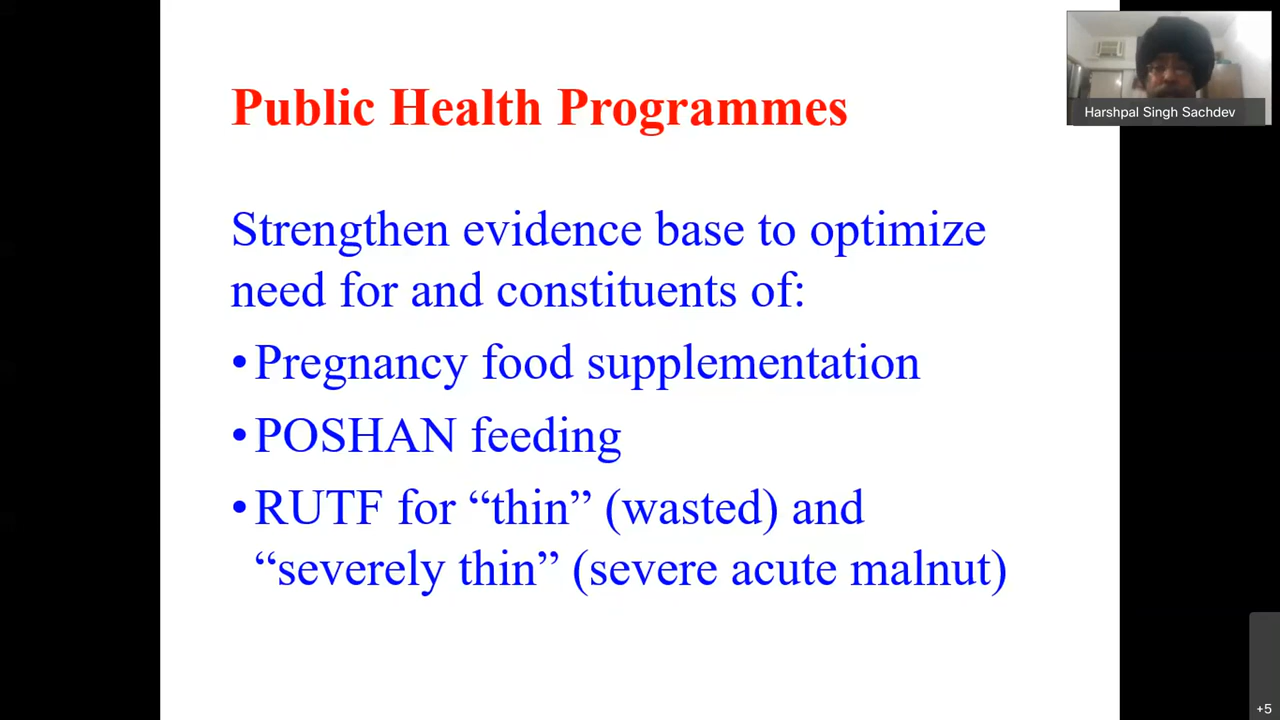 Public Health Programmes
Harshpal Singh Sachdev
Strengthen evidence base to optimize
need for and constituents of:
•Pregnancy food supplementation
•POSHAN feeding
•RUTF for “thin” (wasted) and
“severely thin” (severe acute malnut)
+5